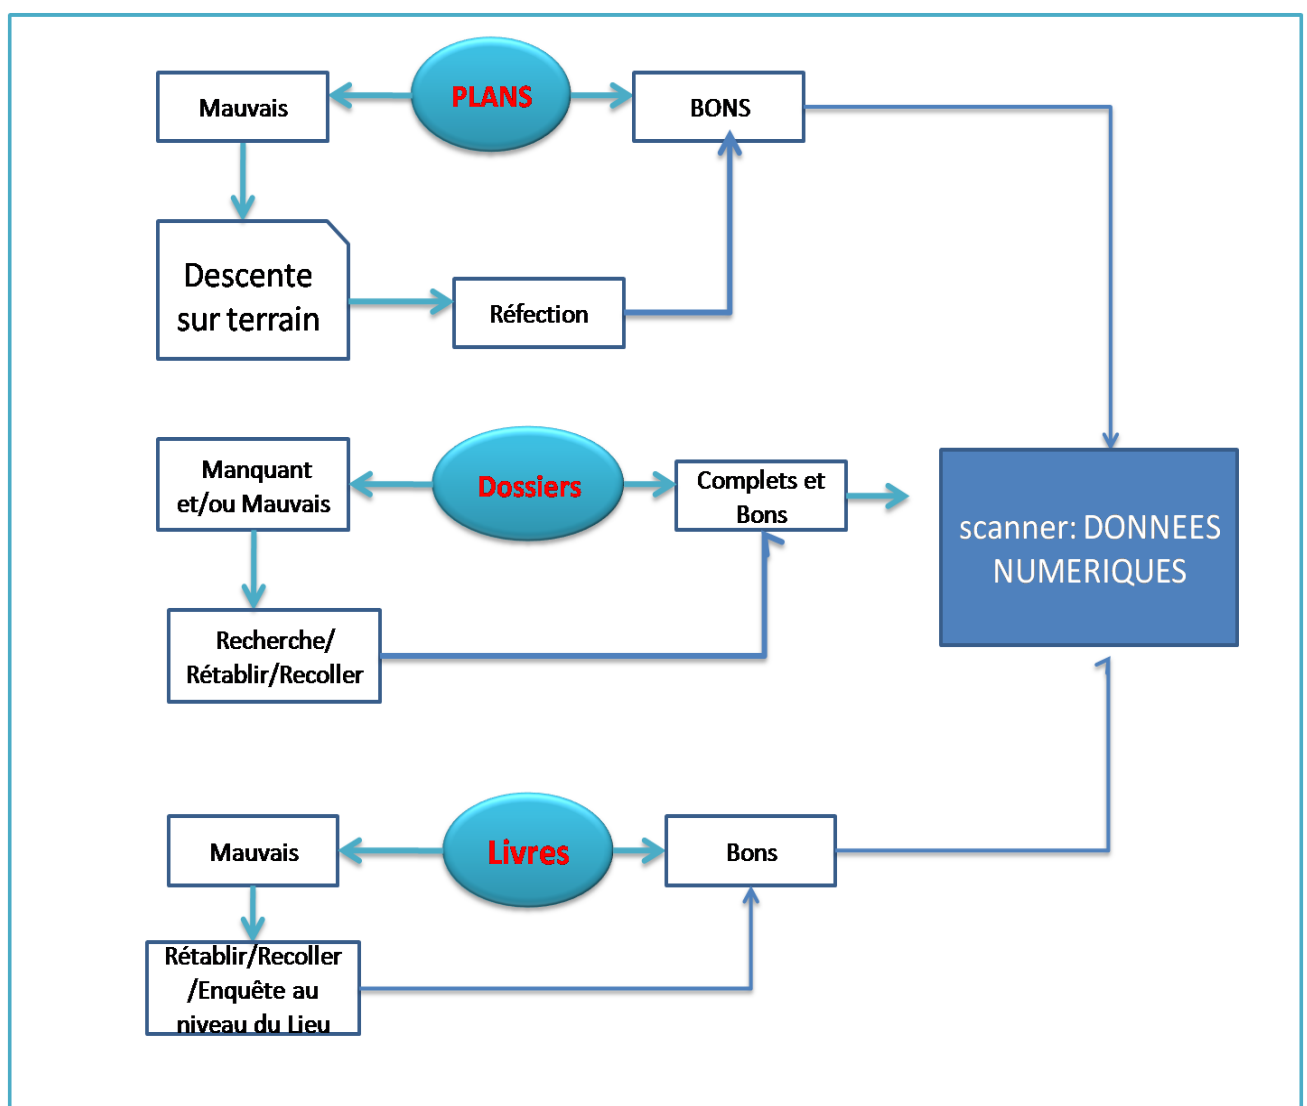 Mauvais
PLANS
BONS
Descente
sur terrain
Réfection
Manquant
et/ou Mauvais
Dossiers
Complets et
Bons
scanner: DONNEES
NUMERIQUES
Recherche/
Rétablir/Recoller
Mauvais
Livres
Bons
Rétablir/Recoller
/Enquête au
niveau du Lieu